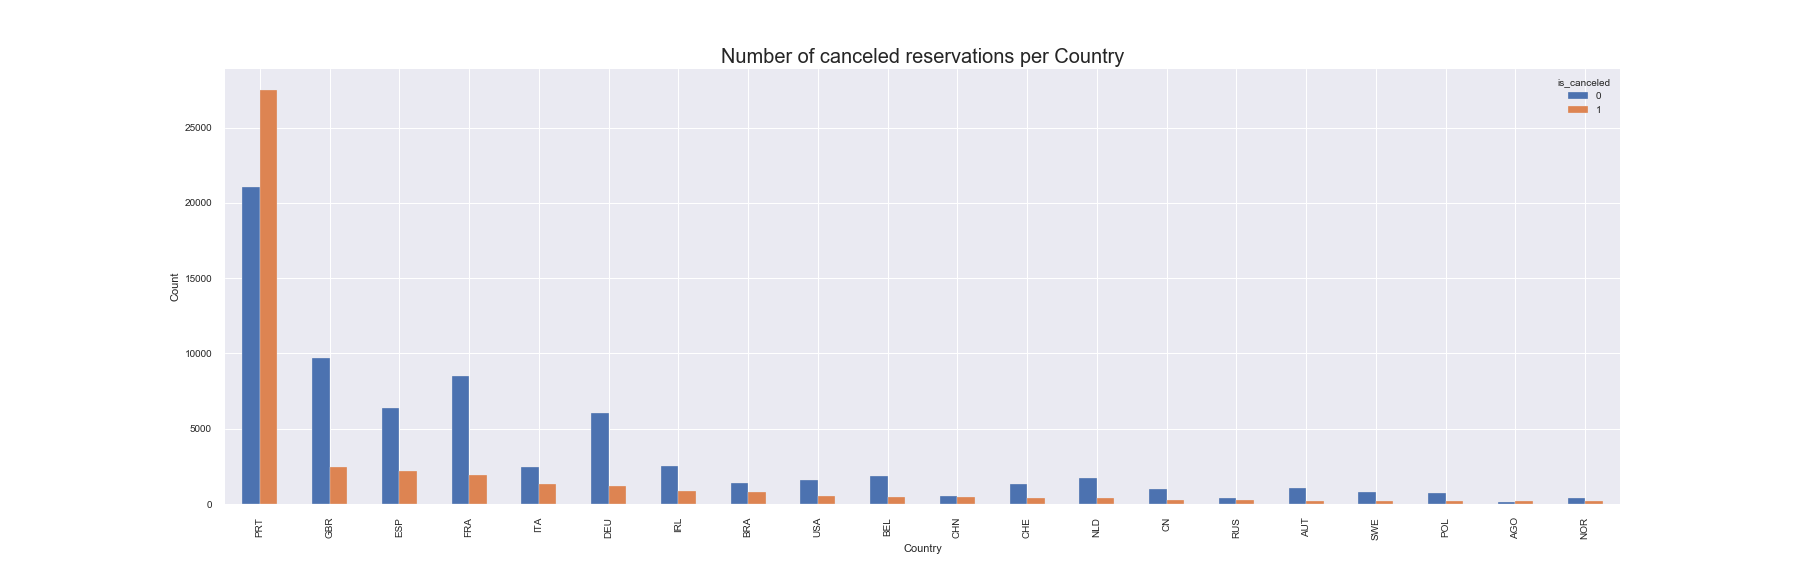 Number of canceled reservations per Country
is_canceled
0
1
25000
20000
15000
10000
5000
0
Count
PRT
GBR
ESP
FRA
ITA
DEU
IRL
BRA
USA
BEL
CHN
CHE
NLD
CN
RUS
AUT
SWE
POL
AGO
NOR
Country